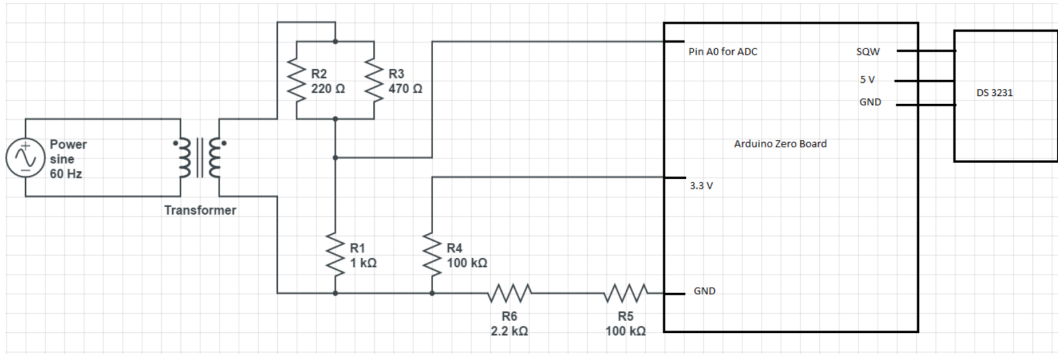 Power
sine
60 Hz
Transformer
R2
220 Ω
R3
470 Ω
R1
1 kΩ
R4
100 kΩ
R6
2.2 kΩ
R5
100 kΩ
Pin A0 for ADC
3.3 V
GND
Arduino Zero Board
SQW
5 V
GND
DS 3231